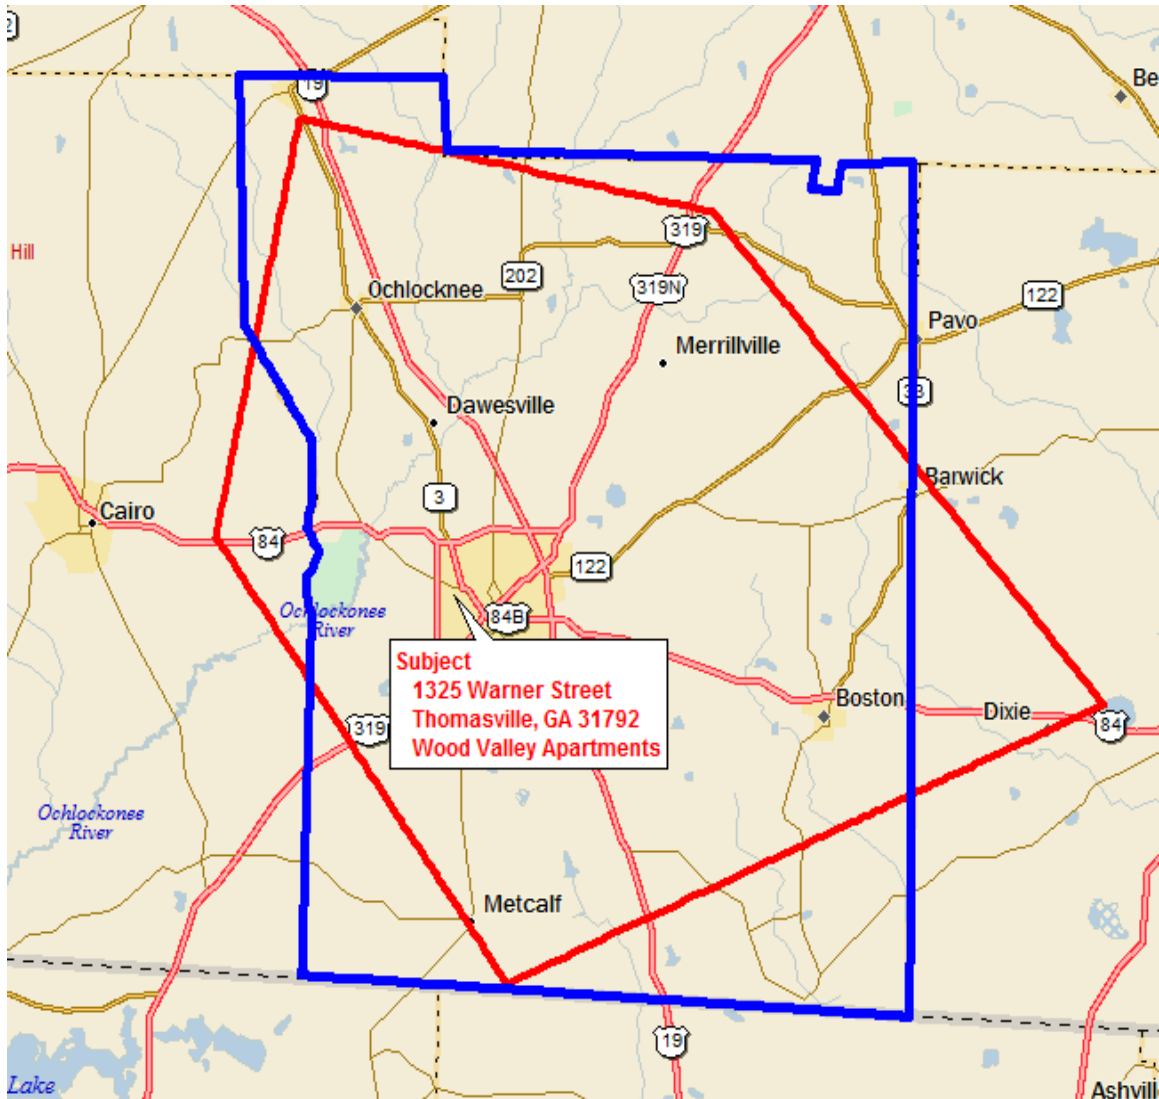 2
19
Be
Hill
319
202
319N
122
Ochlocknee
Pavo
Merrillville
33
Dawesville
Barwick
3
Cairo
84
122
Ochlockonee
River
84B
Subject
1325 Warner Street
Thomasville, GA 31792
Wood Valley Apartments
Boston
Dixie
84
319
Ochlockonee
River
Metcalf
19
Lake
Ashvill